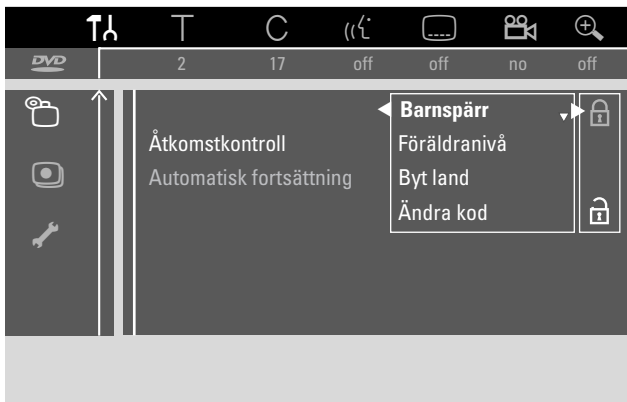 T C
DVD 2 17 off off no off
Barnspärr
Åtkomstkontroll Föräldranivå
Automatisk fortsättning Byt land
Ändra kod